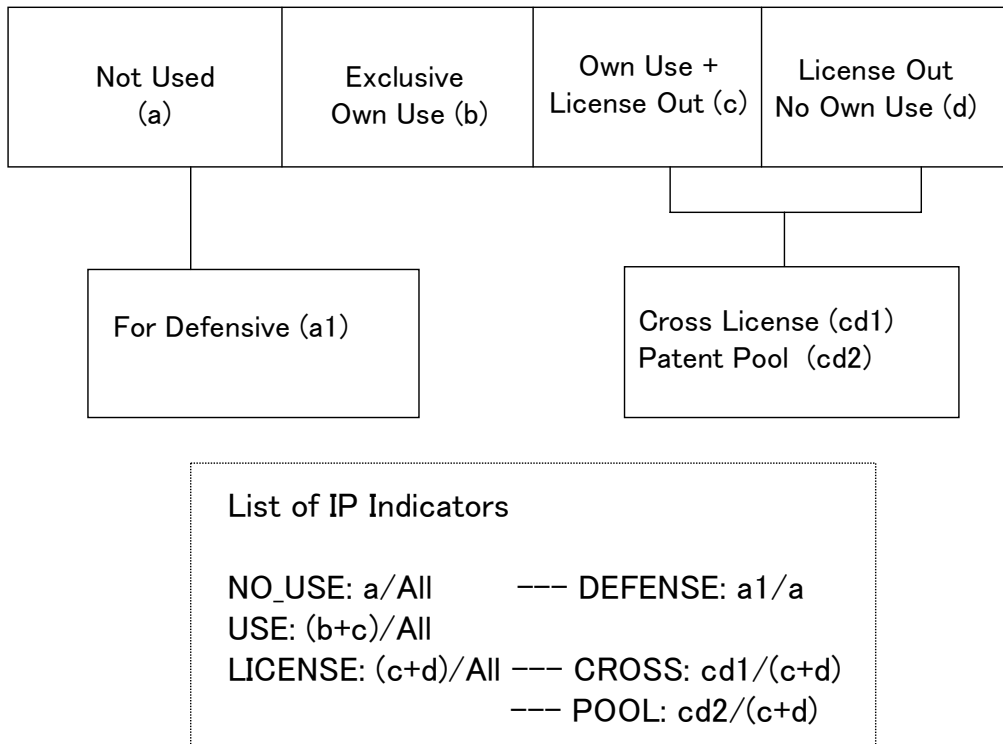 Not Used
(a)
Exclusive
Own Use (b)
Own Use +
License Out (c)
License Out
No Own Use (d)
For Defensive (a1)
Cross License (cd1)
Patent Pool (cd2)
List of IP Indicators
NO_USE: a/All --- DEFENSE: a1/a
USE: (b+c)/All
LICENSE: (c+d)/All --- CROSS: cd1/(c+d)
--- POOL: cd2/(c+d)